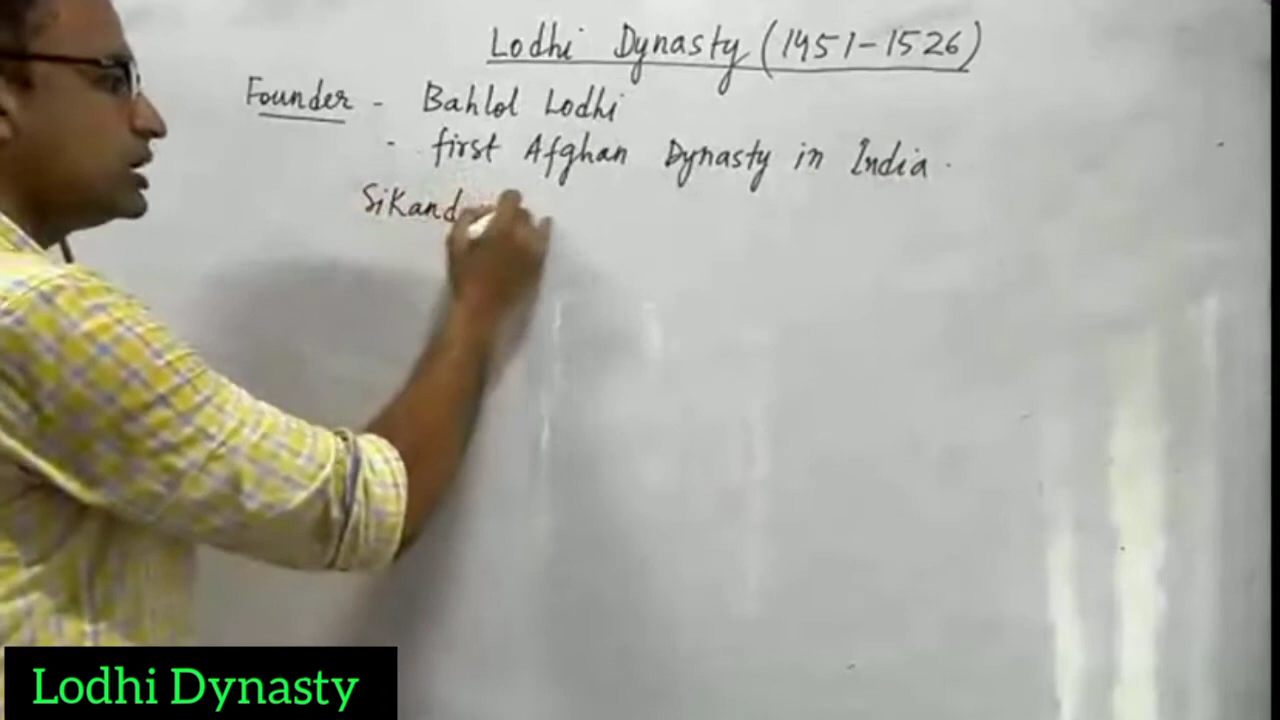 Lodhi Dynasty (1451-1526)
Founder - Bahlol Lodhi
- first Afghan Dynasty in India.
SiKand
Lodhi Dynasty